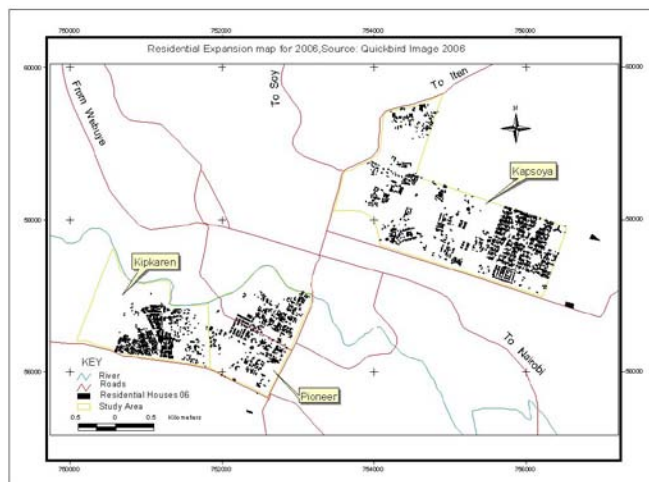 750000 752000 754000 756000
Residential Expansion map for 2006,Source: Quickbird Image 2006
60000 60000
From Webuye
To Soy
To Iten
N
Kapsoya
58000 58000
Kipkaren
To Nairobi
KEY
River
Roads
Residential Houses 06
Study Area
0.5 0 0.5 Kilometers
56000 56000
Pioneer
750000 752000 754000 756000